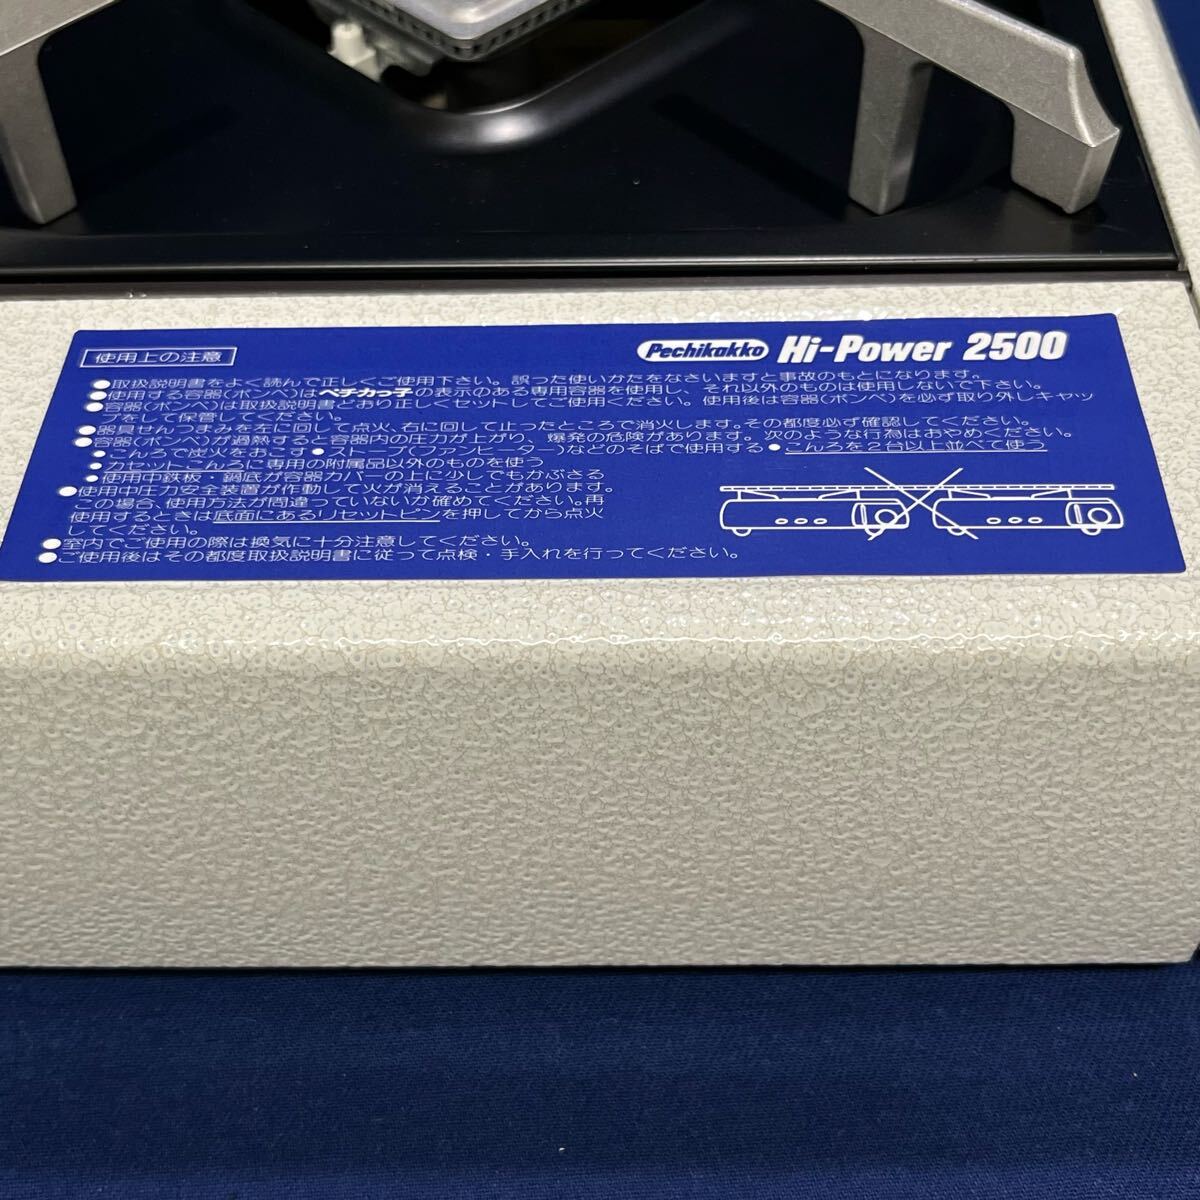 使用上の注意
Pechikakko Hi-Power 2500
●取扱説明書をよく読んで正しくご使用下さい。誤った使いかたをなさいますと事故のもとになります。
●使用する容器(ボンベ)はペチカっ子の表示のある専用容器を使用し、それ以外のものは使用しないで下さい。
●容器(ボンベ)は取扱説明書どおり正しくセットしてご使用ください。使用後は容器(ボンベ)を必ず取り外しキャッ
プをして保管してください。
●器具せんつまみを左に回して点火、右に回して止ったところで消火します。その都度必ず確認してください。
●容器(ボンベ)が過熱すると容器内の圧力が上がり、爆発の危険があります。次のような行為はおやめください。
●こんろで炭火をおこす●ストーブ(ファンヒーター)などのそばで使用する●こんろを2台以上並べて使う
●カセットこんろに専用の附属品以外のものを使う
●使用中鉄板・鍋底が容器カバーの上に少しでもかぶさる
●使用中圧力安全装置が作動して火が消えることがあります。
この場合、使用方法が間違っていないか確めてください。再
使用するときは底面にあるリセットピンを押してから点火
してください。
●室内でご使用の際は換気に十分注意してください。
●ご使用後はその都度取扱説明書に従って点検・手入れを行ってください。